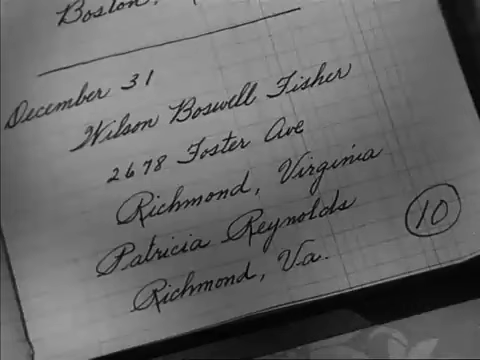 Boston,
December 31
Wilson Boswell Fisher
2678 Foster Ave
Richmond, Virginia
Patricia Reynolds
Richmond, Va.
10